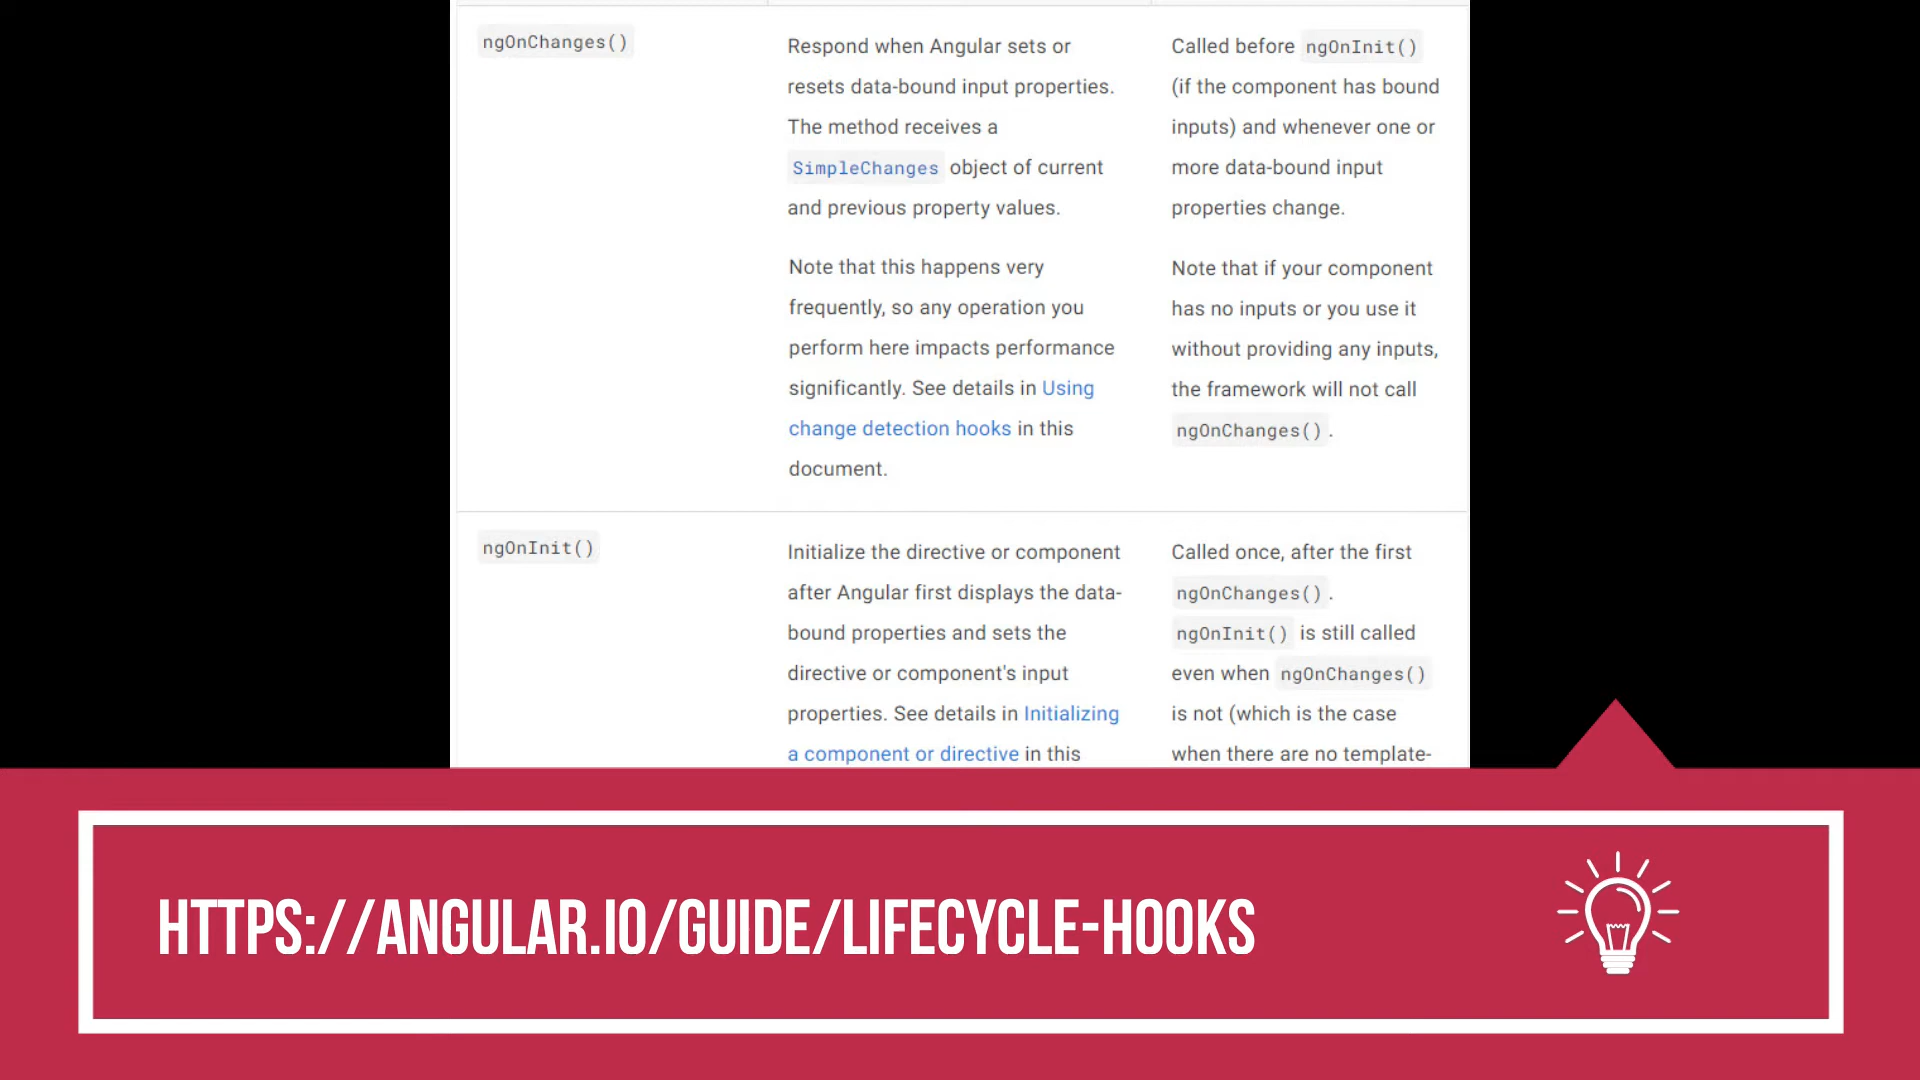 ngOnChanges()
Respond when Angular sets or
resets data-bound input properties.
The method receives a
SimpleChanges object of current
and previous property values.
Note that this happens very
frequently, so any operation you
perform here impacts performance
significantly. See details in Using
change detection hooks in this
document.
Called before ngOnInit()
(if the component has bound
inputs) and whenever one or
more data-bound input
properties change.
Note that if your component
has no inputs or you use it
without providing any inputs,
the framework will not call
ngOnChanges().
ngOnInit()
Initialize the directive or component
after Angular first displays the data-
bound properties and sets the
directive or component's input
properties. See details in Initializing
a component or directive in this
Called once, after the first
ngOnChanges().
ngOnInit() is still called
even when ngOnChanges()
is not (which is the case
when there are no template-
HTTPS://ANGULAR.IO/GUIDE/LIFECYCLE-HOOKS